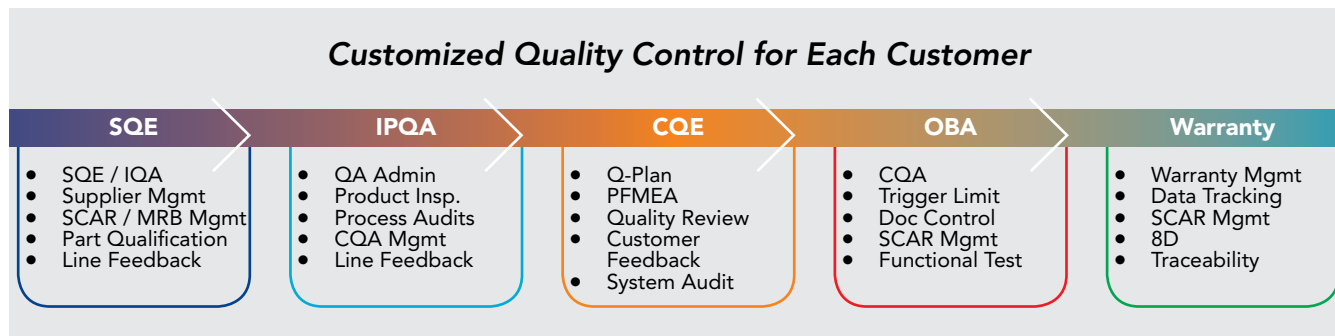 Customized Quality Control for Each Customer
SQE
IPQA
CQE
OBA
Warranty
• SQE / IQA
• Supplier Mgmt
• SCAR / MRB Mgmt
• Part Qualification
• Line Feedback
• QA Admin
• Product Insp.
• Process Audits
• CQA Mgmt
• Line Feedback
• Q-Plan
• PFMEA
• Quality Review
• Customer
Feedback
• System Audit
• CQA
• Trigger Limit
• Doc Control
• SCAR Mgmt
• Functional Test
• Warranty Mgmt
• Data Tracking
• SCAR Mgmt
• 8D
• Traceability